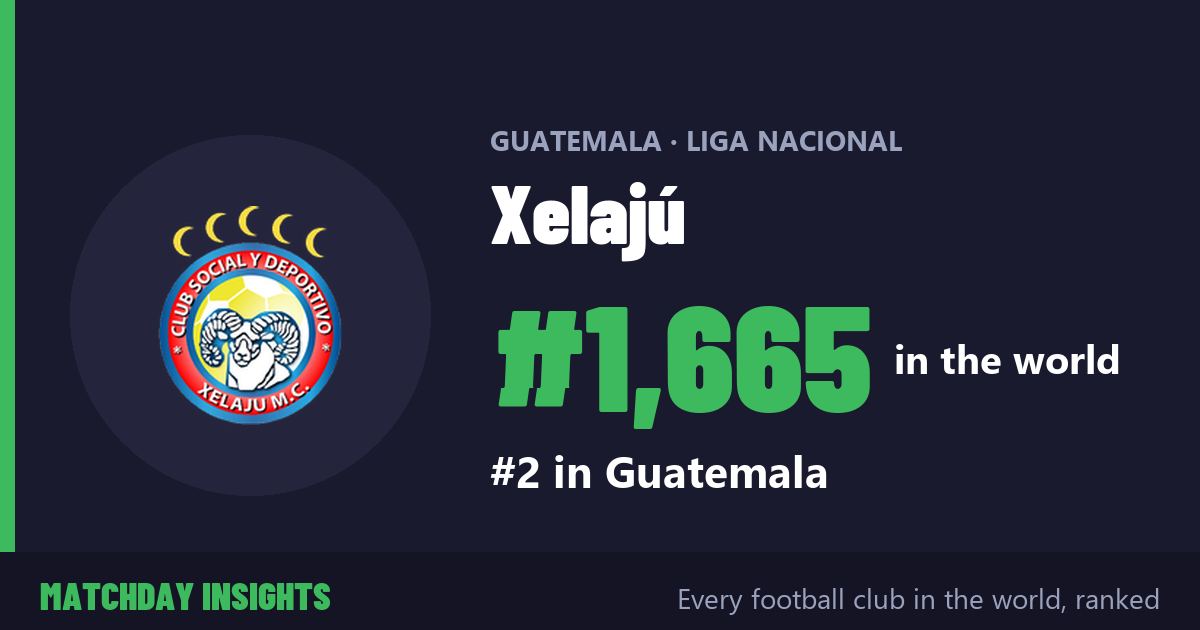 GUATEMALA · LIGA NACIONAL
Xelajú
#1,665 in the world
#2 in Guatemala
* CLUB SOCIAL Y DEPORTIVO *
XELAJU M.C.
MATCHDAY INSIGHTS
Every football club in the world, ranked